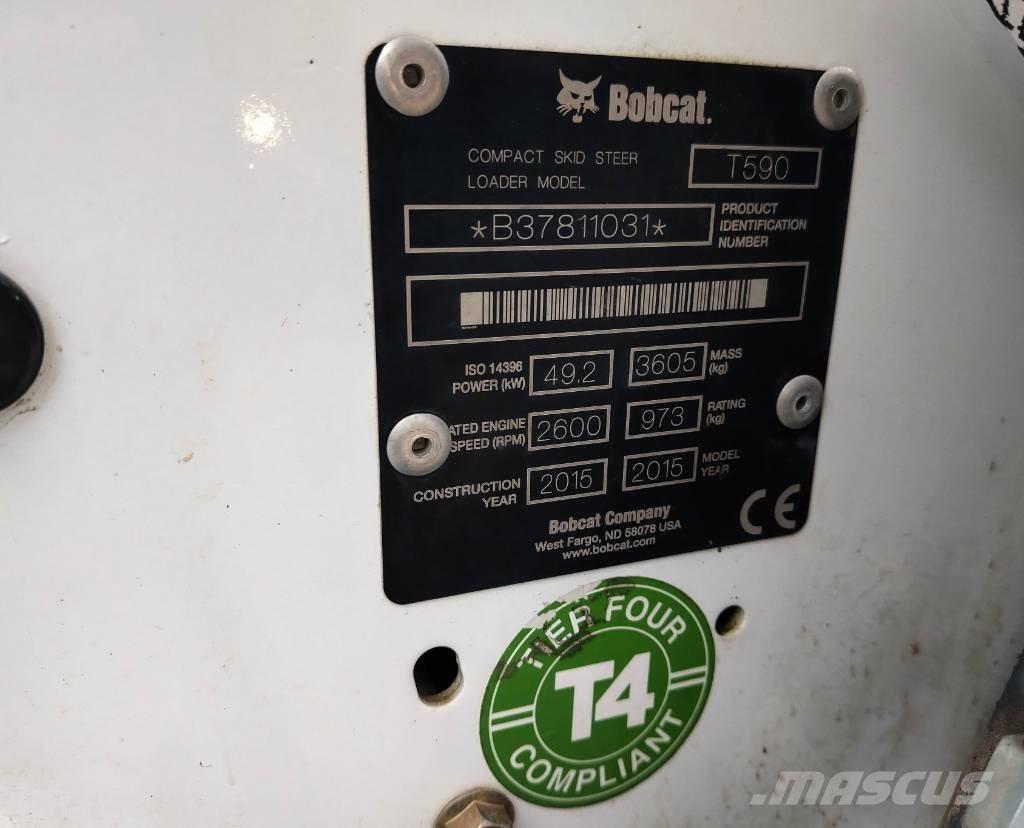 Bobcat.
COMPACT SKID STEER
LOADER MODEL
T590
*B37811031*
PRODUCT
IDENTIFICATION
NUMBER
ISO 14396
POWER (kW)
49.2
3605
MASS
(kg)
ATED ENGINE
SPEED (RPM)
2600
973
RATING
(kg)
CONSTRUCTION
YEAR
2015
2015
MODEL
YEAR
Bobcat Company
West Fargo, ND 58078 USA
www.bobcat.com
CE
TIER FOUR
T4
COMPLIANT
MASCUS